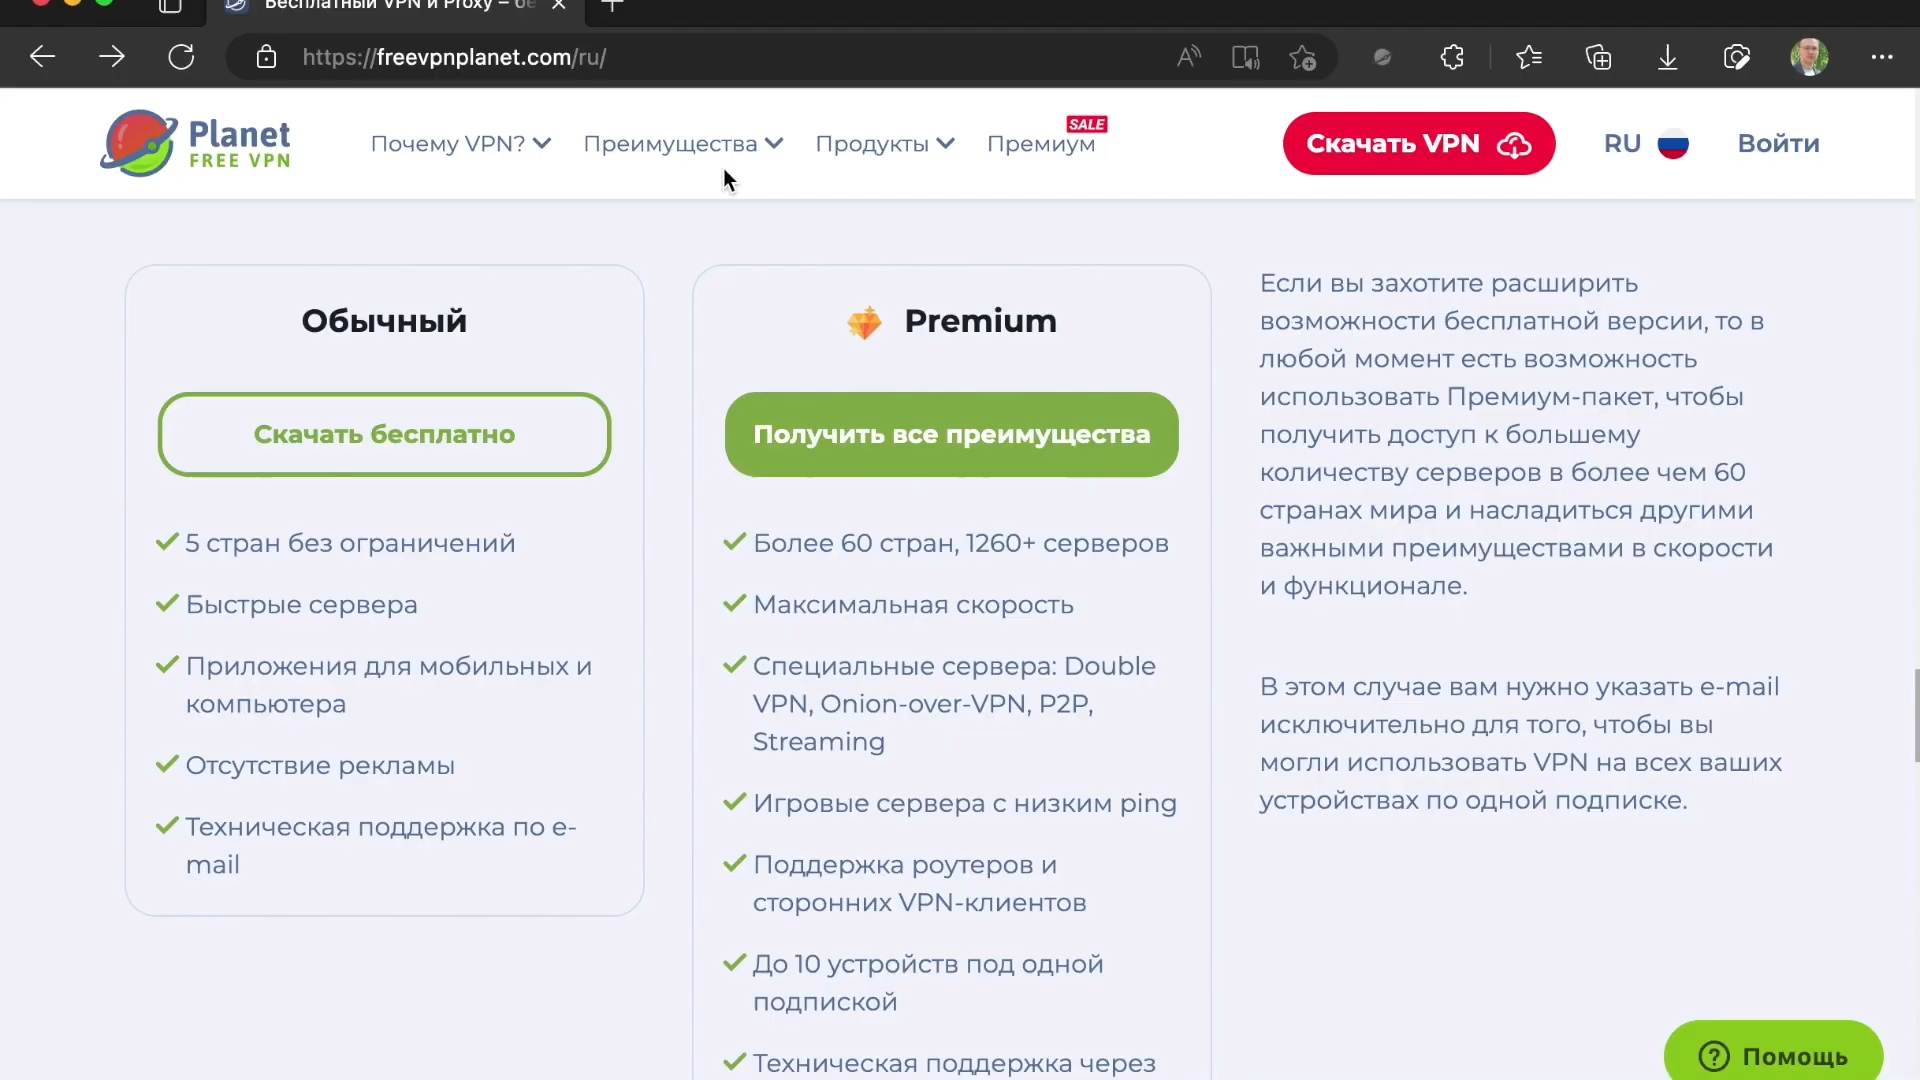 Бесплатный VPN и Proxy – бе
https://freevpnplanet.com/ru/
Planet
FREE VPN
Почему VPN?
Преимущества
Продукты
Премиум
SALE
Скачать VPN
RU
Войти
Обычный
Скачать бесплатно
5 стран без ограничений
Быстрые сервера
Приложения для мобильных и
компьютера
Отсутствие рекламы
Техническая поддержка по e-
mail
Premium
Получить все преимущества
Более 60 стран, 1260+ серверов
Максимальная скорость
Специальные сервера: Double
VPN, Onion-over-VPN, P2P,
Streaming
Игровые сервера с низким ping
Поддержка роутеров и
сторонних VPN-клиентов
До 10 устройств под одной
подпиской
Техническая поддержка через
Если вы захотите расширить
возможности бесплатной версии, то в
любой момент есть возможность
использовать Премиум-пакет, чтобы
получить доступ к большему
количеству серверов в более чем 60
странах мира и насладиться другими
важными преимуществами в скорости
и функционале.
В этом случае вам нужно указать e-mail
исключительно для того, чтобы вы
могли использовать VPN на всех ваших
устройствах по одной подписке.
Помощь